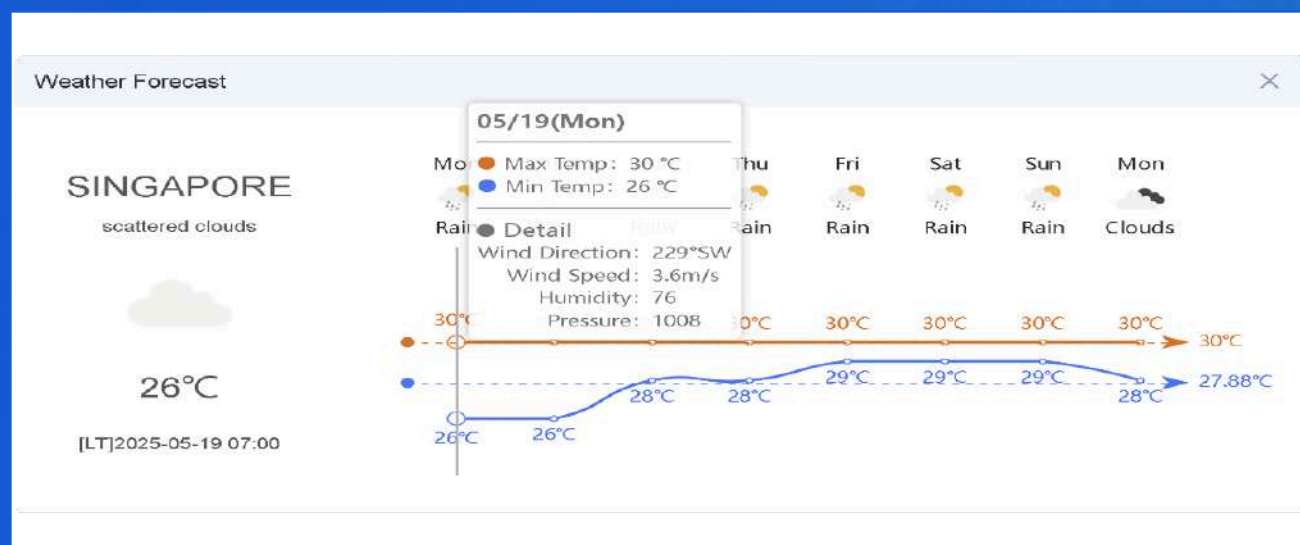 Weather Forecast
05/19(Mon)
Max Temp: 30 ℃
Min Temp: 26 ℃
Detail
Wind Direction: 229°SW
Wind Speed: 3.6m/s
Humidity: 76
Pressure: 1008
SINGAPORE
scattered clouds
26℃
[LT]2025-05-19 07:00
Fri Sat Sun Mon
Rain Rain Rain Rain Clouds
30℃ 30℃ 30℃ 30℃ 30℃
29℃ 29℃ 29℃ 27.88℃
28℃ 28℃ 28℃
26℃ 26℃